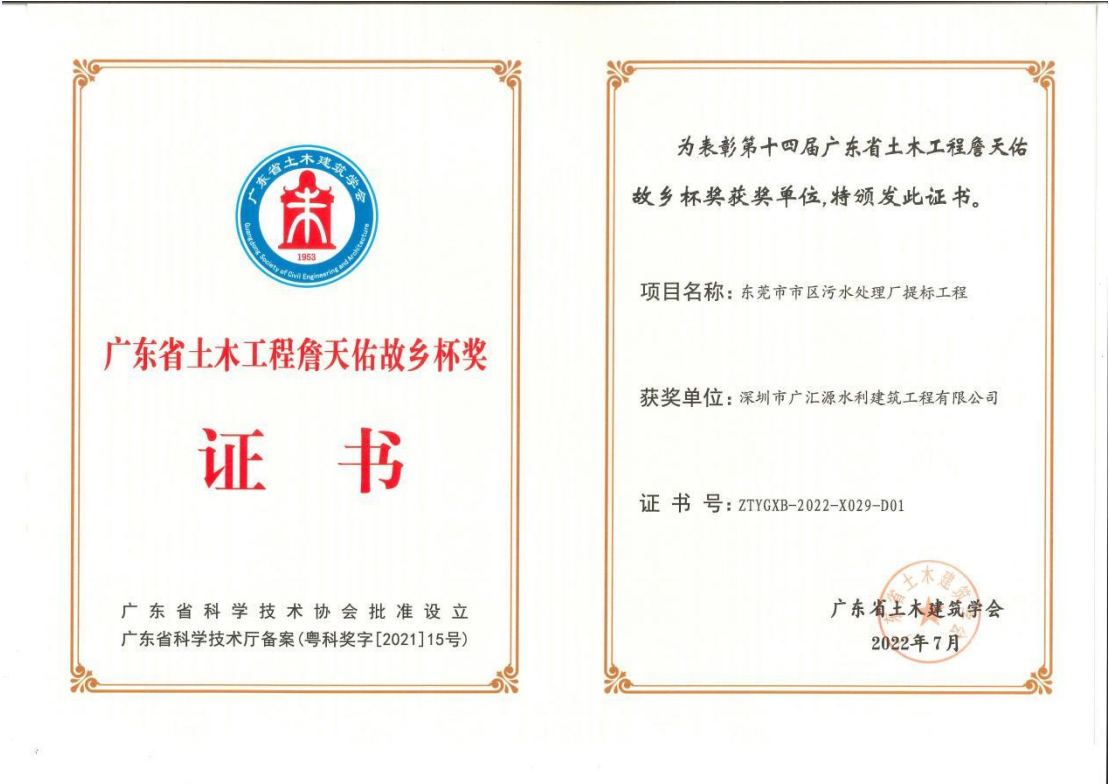 广东省土木建筑学会
1953
Guangdong Society of Civil Engineering and Architecture
广东省土木工程詹天佑故乡杯奖
证 书
广东省科学技术协会批准设立
广东省科学技术厅备案(粤科奖字[2021]15号)
为表彰第十四届广东省土木工程詹天佑
故乡杯奖获奖单位,特颁发此证书。
项目名称:东莞市市区污水处理厂提标工程
获奖单位:深圳市广汇源水利建筑工程有限公司
证 书 号:ZTYGXB-2022-X029-D01
广东省土木建筑学会
2022年7月